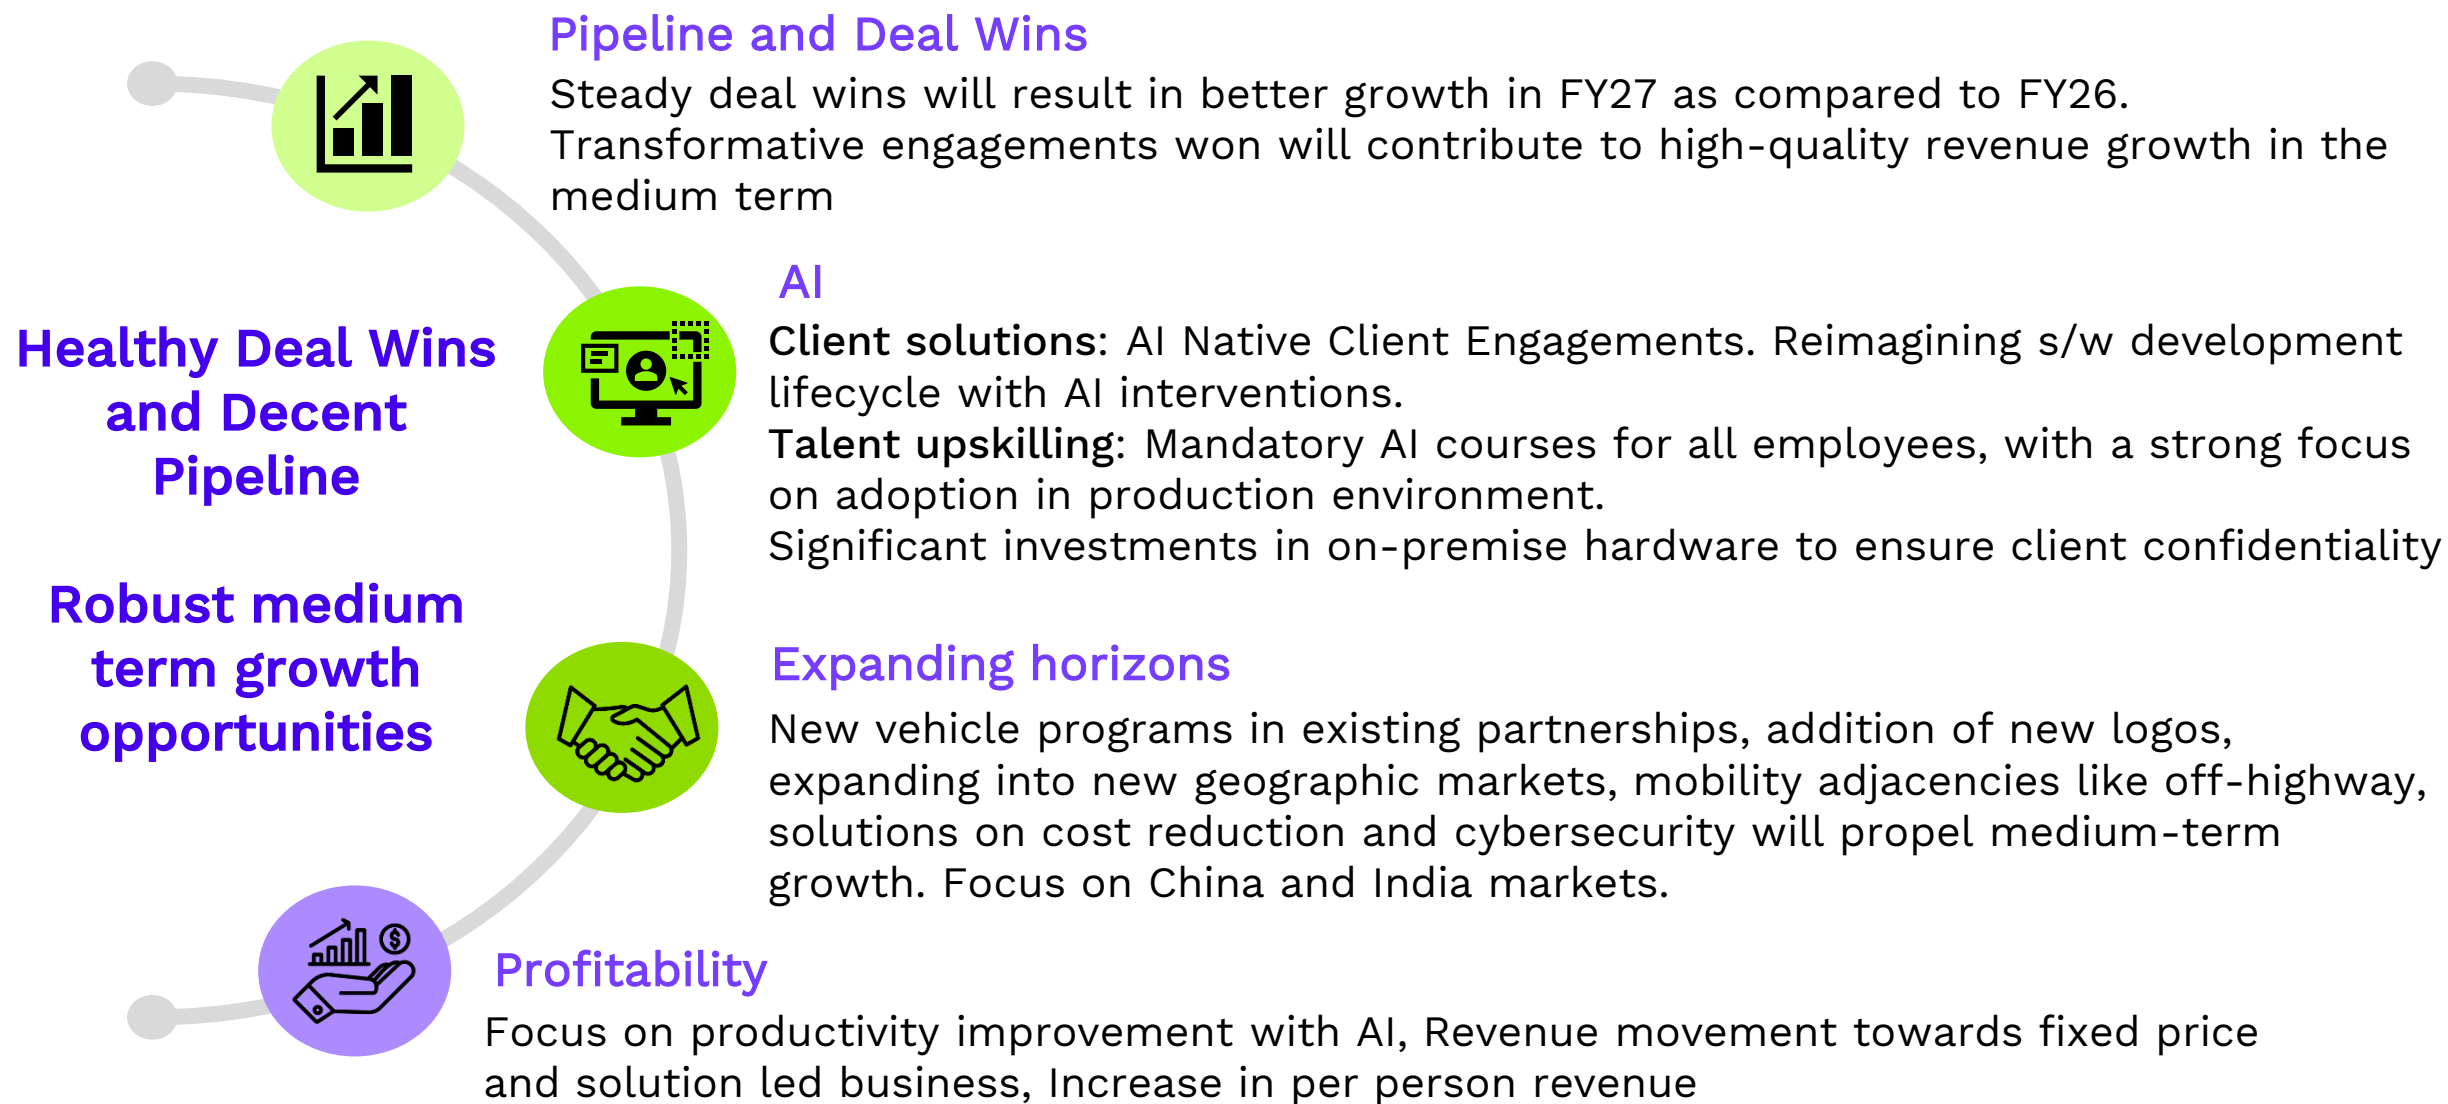 Pipeline and Deal Wins
Steady deal wins will result in better growth in FY27 as compared to FY26.
Transformative engagements won will contribute to high-quality revenue growth in the
medium term
Healthy Deal Wins
and Decent
Pipeline
Robust medium
term growth
opportunities
AI
Client solutions: AI Native Client Engagements. Reimagining s/w development
lifecycle with AI interventions.
Talent upskilling: Mandatory AI courses for all employees, with a strong focus
on adoption in production environment.
Significant investments in on-premise hardware to ensure client confidentiality
Expanding horizons
New vehicle programs in existing partnerships, addition of new logos,
expanding into new geographic markets, mobility adjacencies like off-highway,
solutions on cost reduction and cybersecurity will propel medium-term
growth. Focus on China and India markets.
$
Profitability
Focus on productivity improvement with AI, Revenue movement towards fixed price
and solution led business, Increase in per person revenue